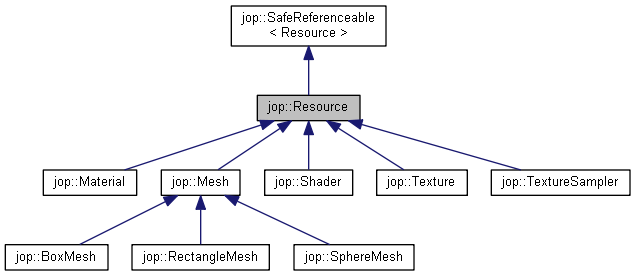 jop::SafeReferenceable
< Resource >
jop::Resource
jop::Material
jop::Mesh
jop::Shader
jop::Texture
jop::TextureSampler
jop::BoxMesh
jop::RectangleMesh
jop::SphereMesh